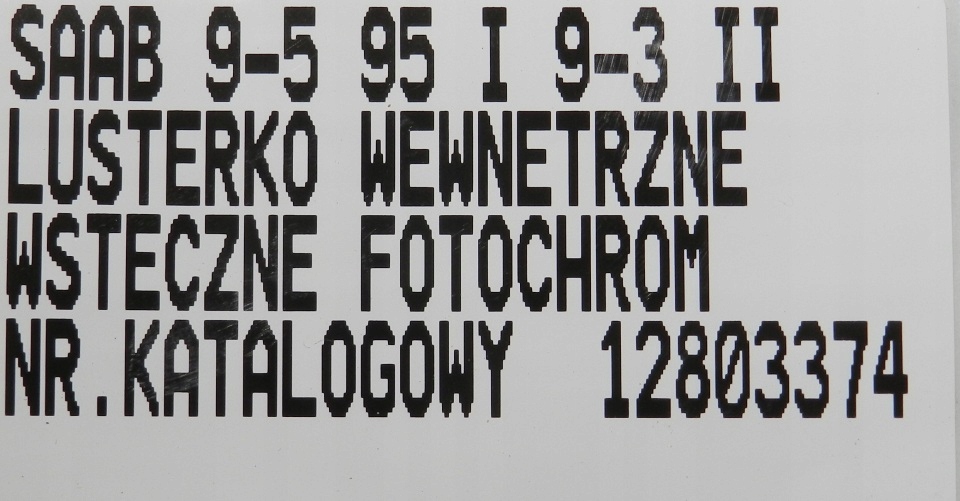 SAAB 9-5 95 I 9-3 II
LUSTERKO WEWNETRZNE
WSTECZNE FOTOCHROM
NR.KATALOGOWY 12803374